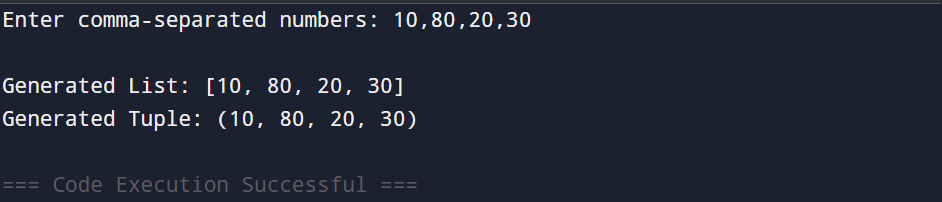 Enter comma-separated numbers: 10,80,20,30
Generated List: [10, 80, 20, 30]
Generated Tuple: (10, 80, 20, 30)
=== Code Execution Successful ===